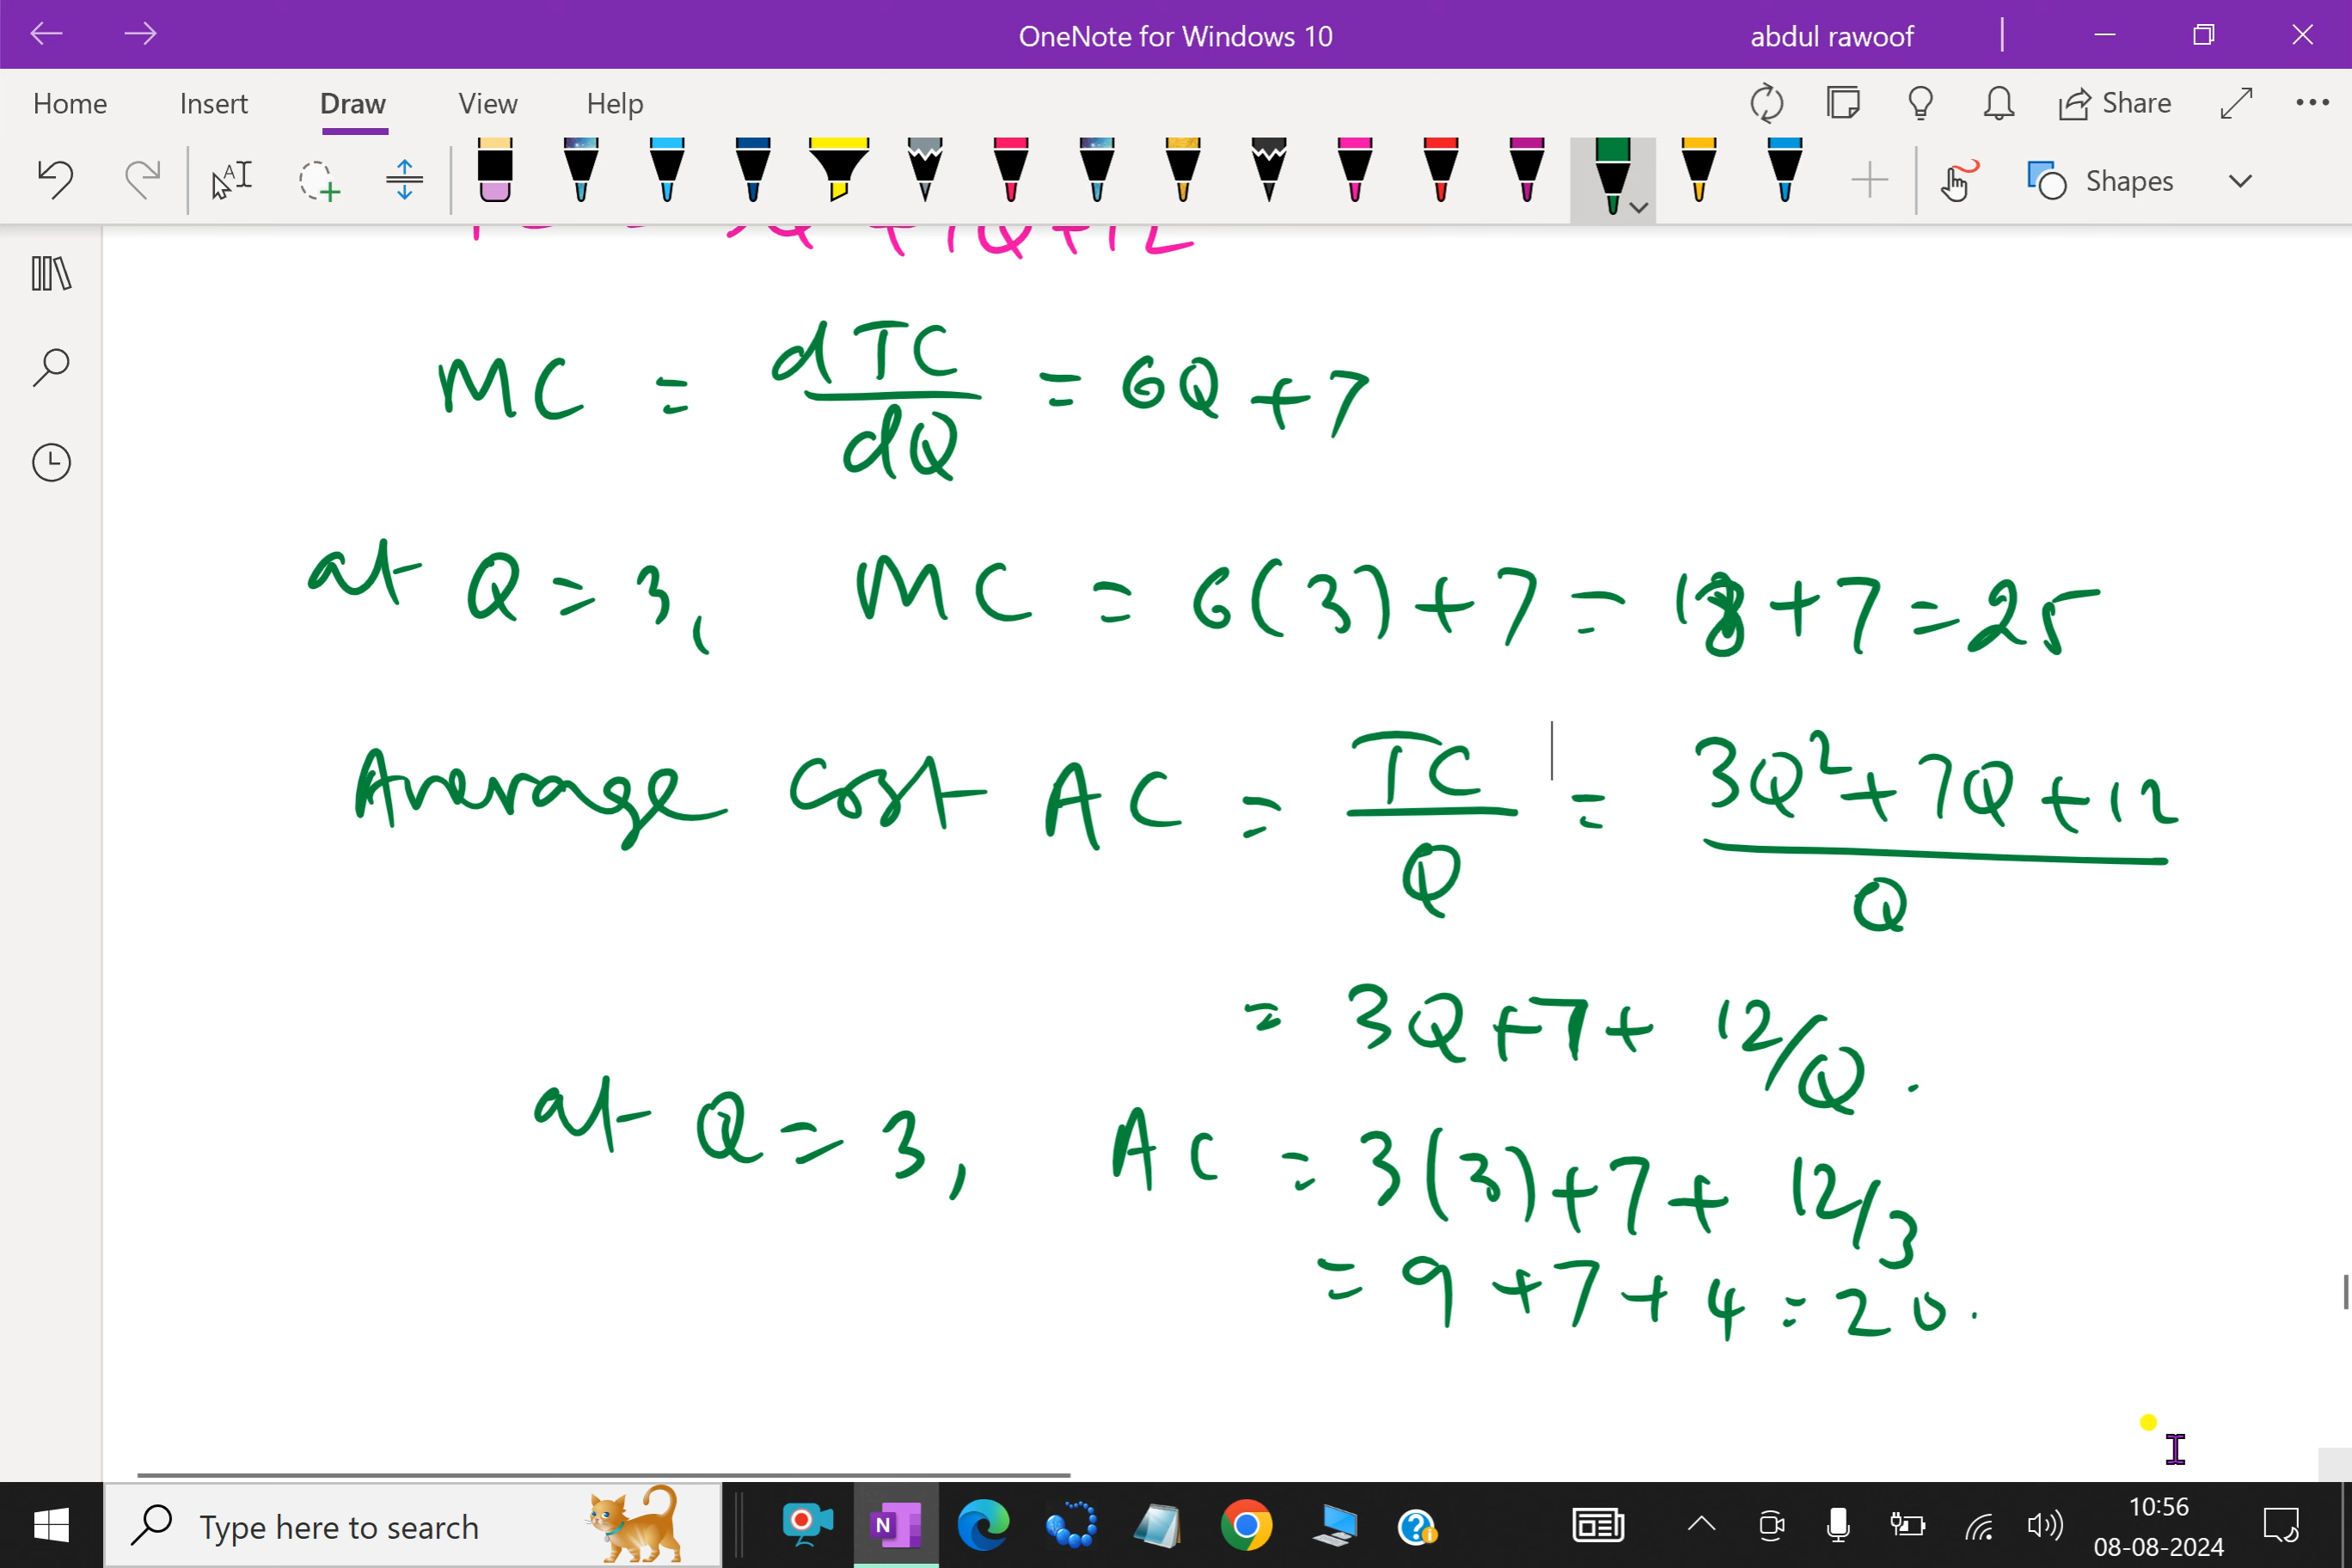 OneNote for Windows 10
abdul rawoof
Home Insert Draw View Help
Share
Shapes
MC = dTC/dQ = 6Q + 7
at Q = 3, MC = 6(3) + 7 = 18 + 7 = 25
Average Cost AC = TC/Q = 3Q² + 7Q + 12/Q
= 3Q + 7 + 12/Q .
at Q = 3, AC = 3(3) + 7 + 12/3
= 9 + 7 + 4 = 20.
Type here to search
10:56
08-08-2024